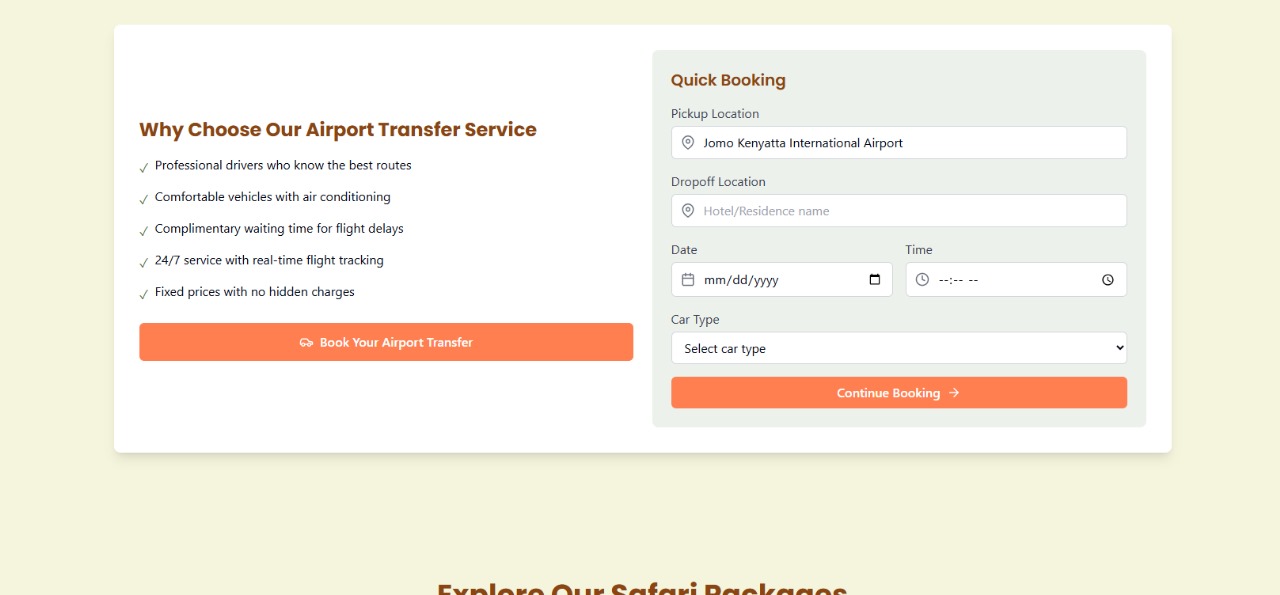 Why Choose Our Airport Transfer Service
✓ Professional drivers who know the best routes
✓ Comfortable vehicles with air conditioning
✓ Complimentary waiting time for flight delays
✓ 24/7 service with real-time flight tracking
✓ Fixed prices with no hidden charges
Book Your Airport Transfer
Quick Booking
Pickup Location
Jomo Kenyatta International Airport
Dropoff Location
Hotel/Residence name
Date
Time
mm/dd/yyyy
--:-- --
Car Type
Select car type
Continue Booking →
Explore Our Safari Packages